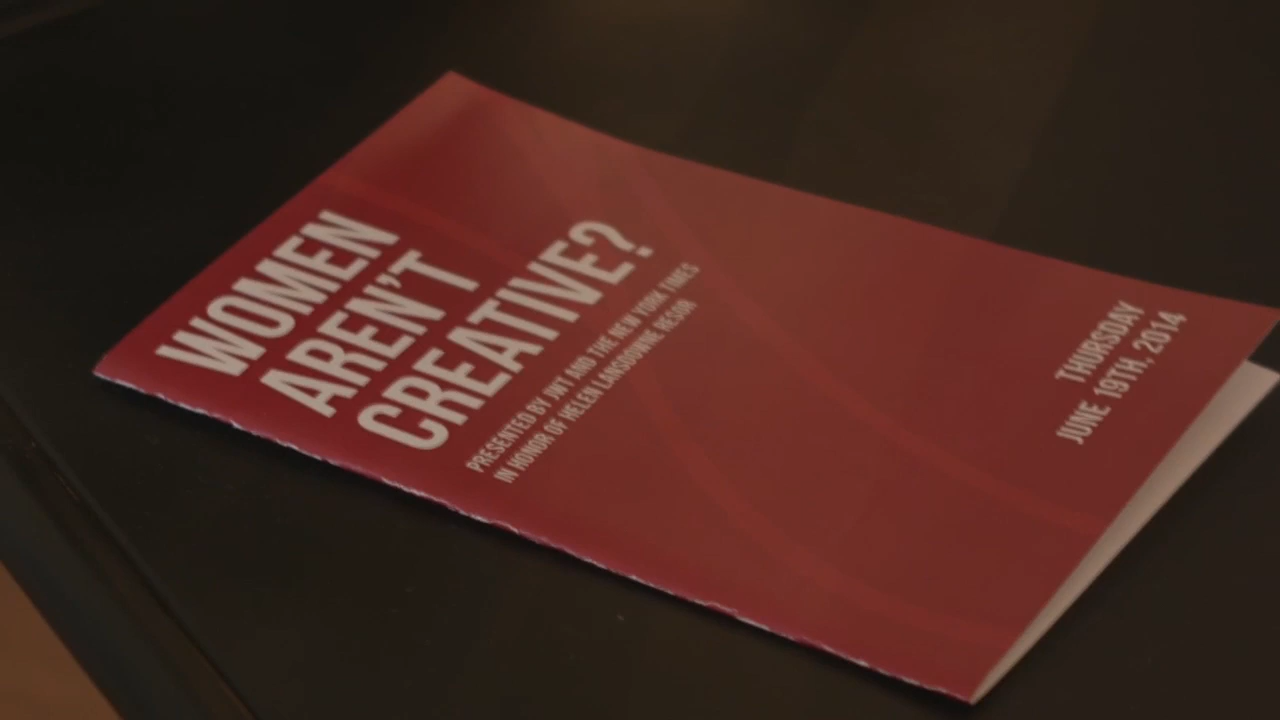 WOMEN
AREN'T
CREATIVE?
PRESENTED BY JWT AND THE NEW YORK TIMES
IN HONOR OF HELEN LANSDOWNE RESOR
THURSDAY
JUNE 19TH, 2014